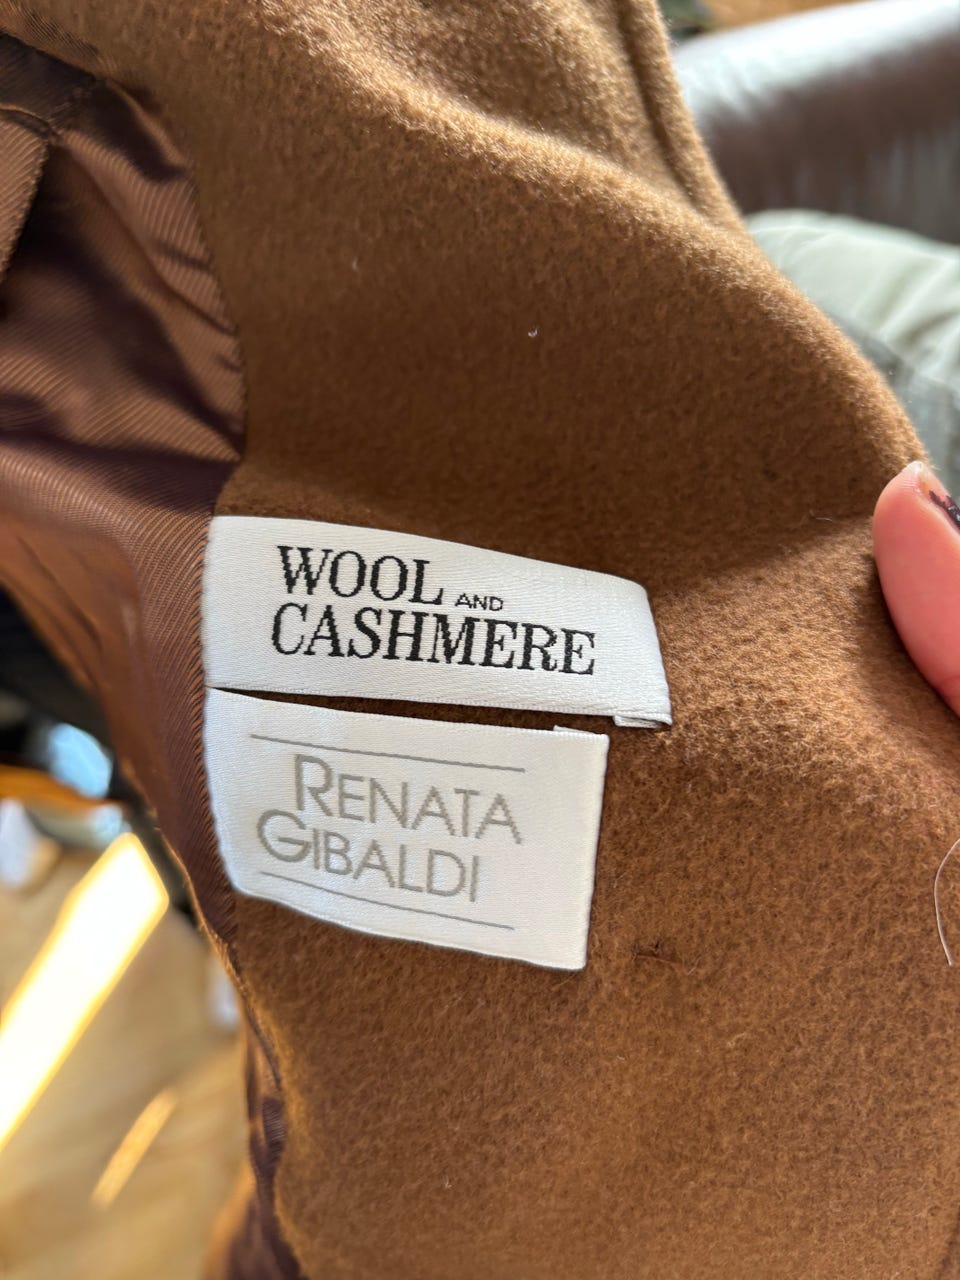 WOOL AND
CASHMERE
RENATA
GIBALDI